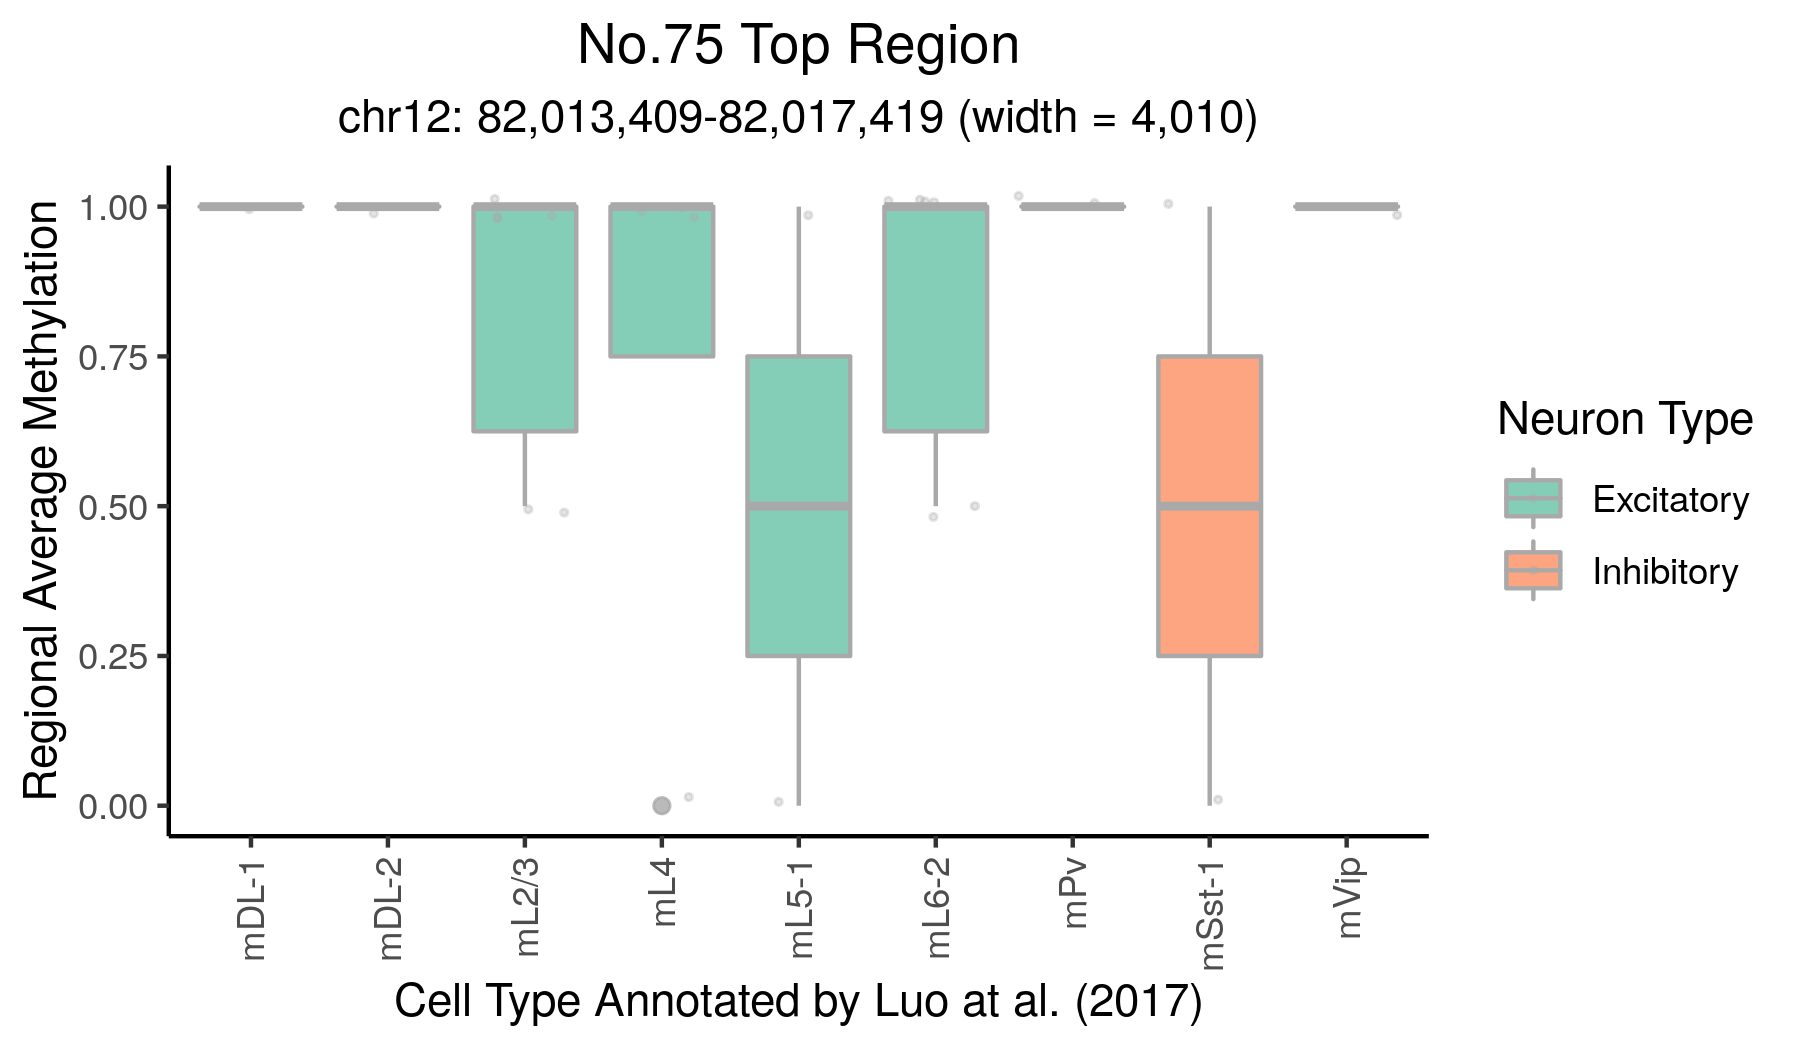 No.75 Top Region
chr12: 82,013,409-82,017,419 (width = 4,010)
Regional Average Methylation
1.00
0.75
0.50
0.25
0.00
mDL-1
mDL-2
mL2/3
mL4
mL5-1
mL6-2
mPv
mSst-1
mVip
Cell Type Annotated by Luo at al. (2017)
Neuron Type
Excitatory
Inhibitory